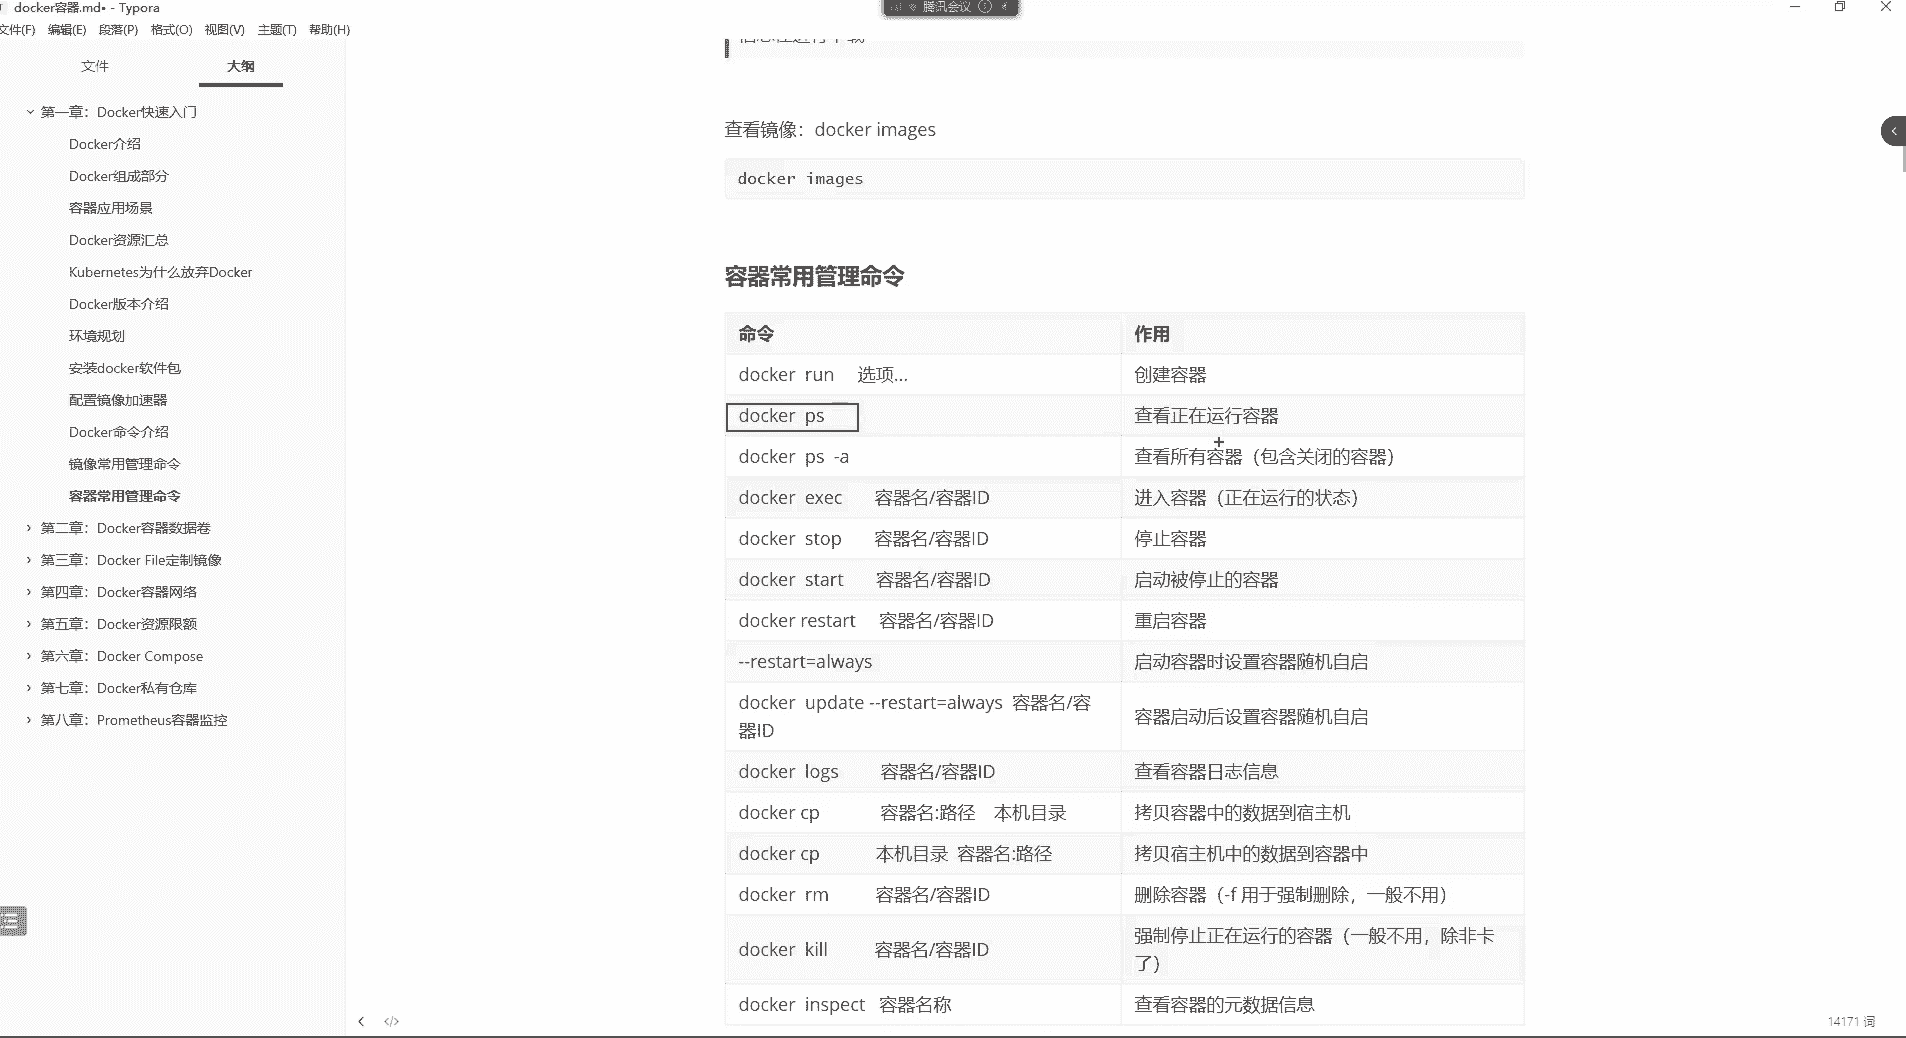 docker容器.md• - Typora
腾讯会议
文件(F) 编辑(E) 段落(P) 格式(O) 视图(V) 主题(T) 帮助(H)
文件 大纲
第一章：Docker快速入门
Docker介绍
Docker组成部分
容器应用场景
Docker资源汇总
Kubernetes为什么放弃Docker
Docker版本介绍
环境规划
安装docker软件包
配置镜像加速器
Docker命令介绍
镜像常用管理命令
容器常用管理命令
第二章：Docker容器数据卷
第三章：Docker File定制镜像
第四章：Docker容器网络
第五章：Docker资源限额
第六章：Docker Compose
第七章：Docker私有仓库
第八章：Prometheus容器监控
查看镜像：docker images
docker images
容器常用管理命令
命令 作用
docker run 选项... 创建容器
docker ps 查看正在运行容器
docker ps -a 查看所有容器（包含关闭的容器）
docker exec 容器名/容器ID 进入容器（正在运行的状态）
docker stop 容器名/容器ID 停止容器
docker start 容器名/容器ID 启动被停止的容器
docker restart 容器名/容器ID 重启容器
--restart=always 启动容器时设置容器随机自启
docker update --restart=always 容器名/容
器ID 容器启动后设置容器随机自启
docker logs 容器名/容器ID 查看容器日志信息
docker cp 容器名:路径 本机目录 拷贝容器中的数据到宿主机
docker cp 本机目录 容器名:路径 拷贝宿主机中的数据到容器中
docker rm 容器名/容器ID 删除容器（-f 用于强制删除，一般不用）
docker kill 容器名/容器ID 强制停止正在运行的容器（一般不用，除非卡
了）
docker inspect 容器名称 查看容器的元数据信息
14171 词